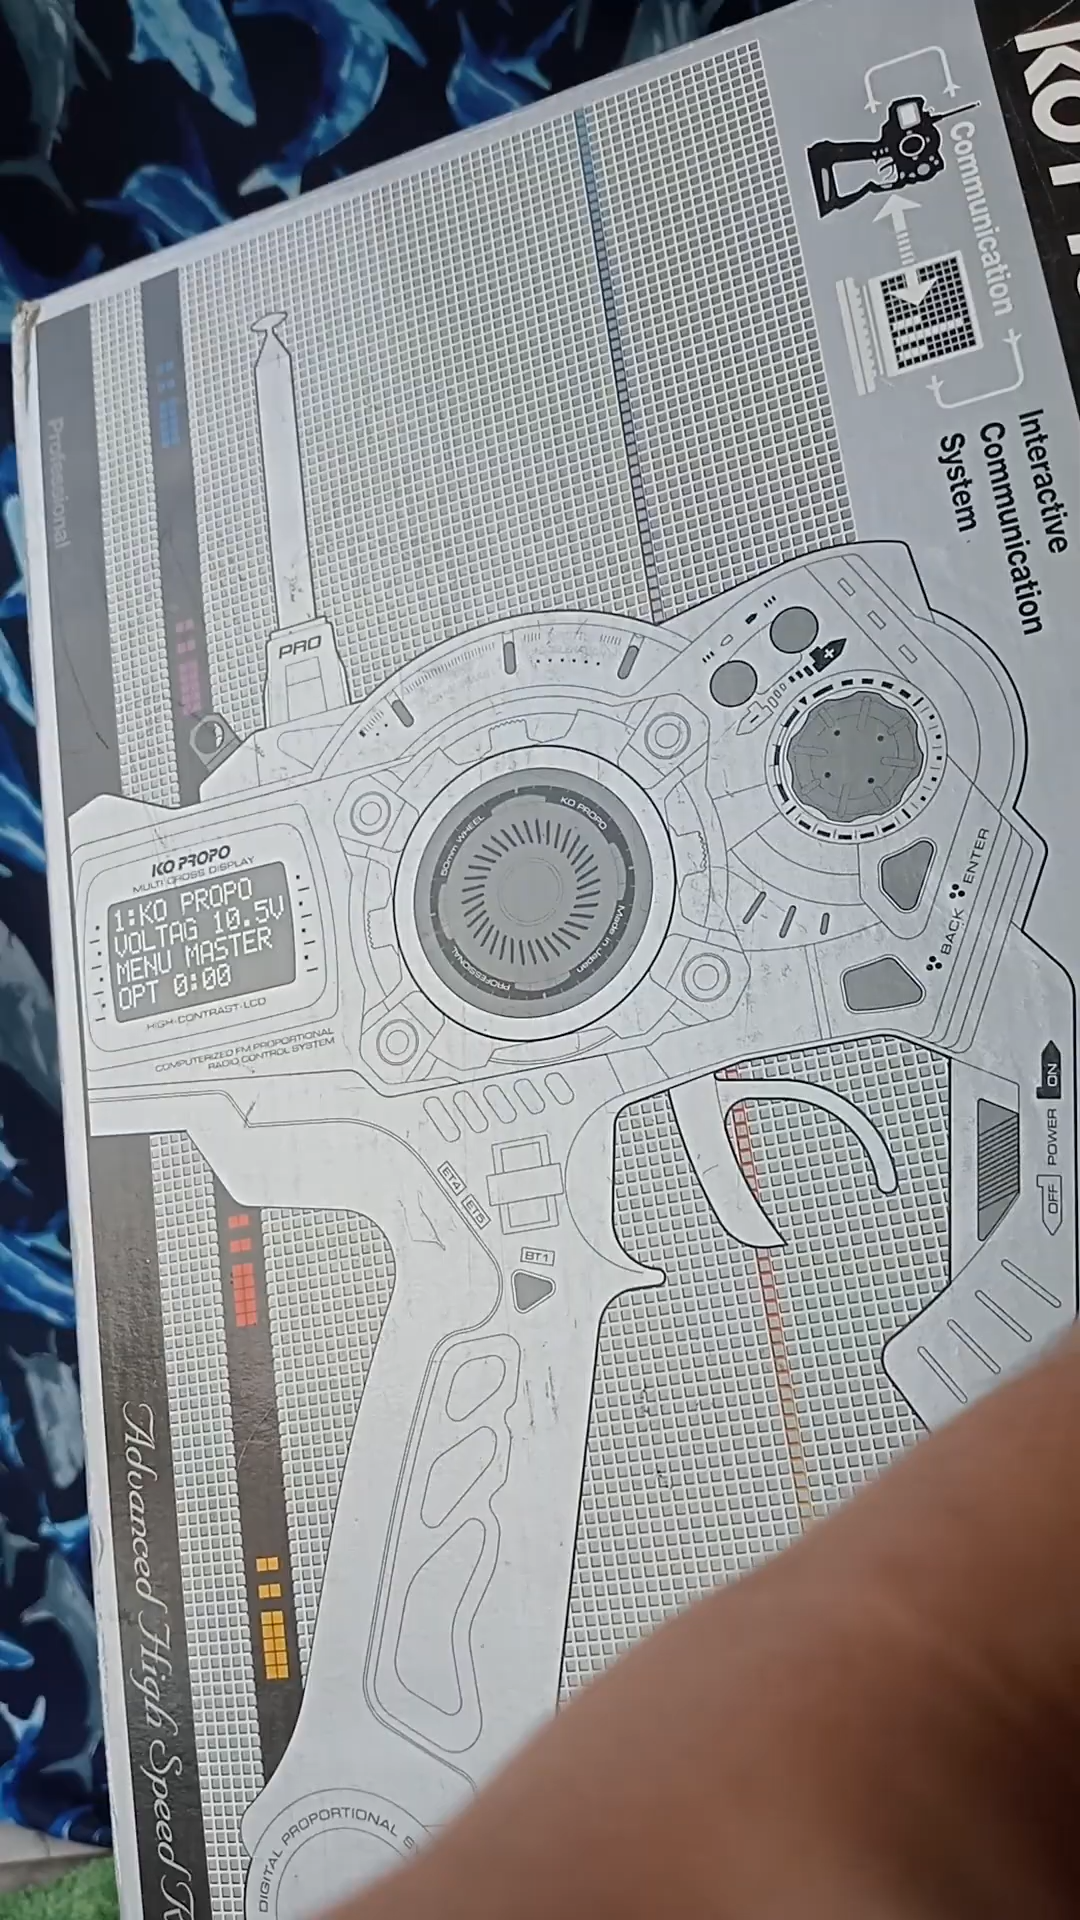 Communication
Interactive
Communication
System
Professional
PRO
KO PROPO
MULTI CROSS DISPLAY
1:KO PROPO
VOLTAG 10.5V
MENU MASTER
OPT 0:00
HIGH-CONTRAST-LCD
COMPUTERIZED FM PROPORTIONAL
RADIO CONTROL SYSTEM
50mm WHEEL
KO PROPO
Made in Japan
PROFESSIONAL
ENTER
BACK
ON
POWER
OFF
ET4
ET5
BT1
Advanced High Speed
DIGITAL PROPORTIONAL